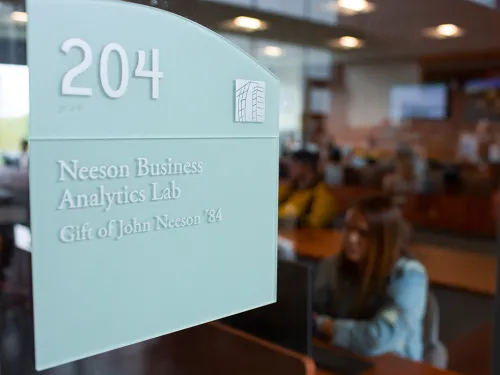 204
Neeson Business
Analytics Lab
Gift of John Neeson '84